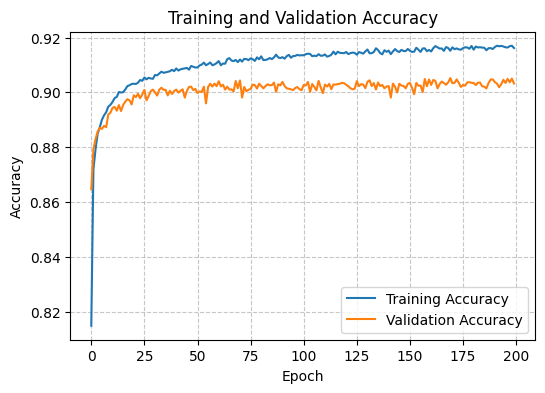 Training and Validation Accuracy
Accuracy
0.92
0.90
0.88
0.86
0.84
0.82
Training Accuracy
Validation Accuracy
0 25 50 75 100 125 150 175 200
Epoch